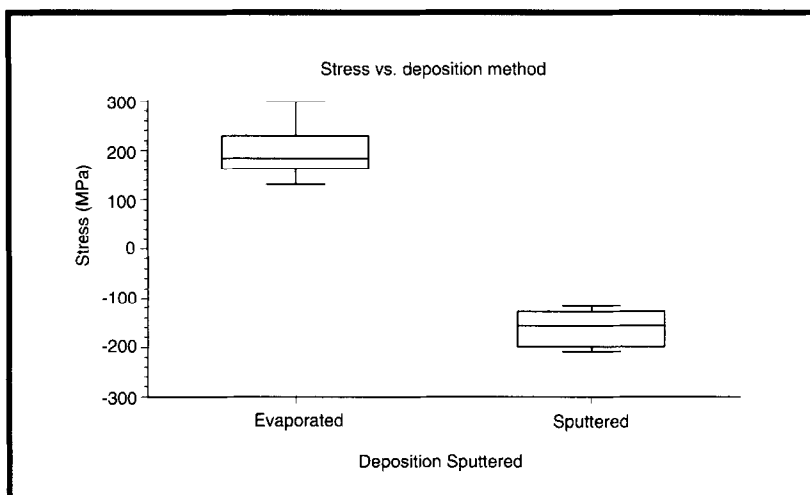 Stress vs. deposition method
300
200
100
0
-100
-200
-300
Stress (MPa)
Evaporated
Sputtered
Deposition Sputtered